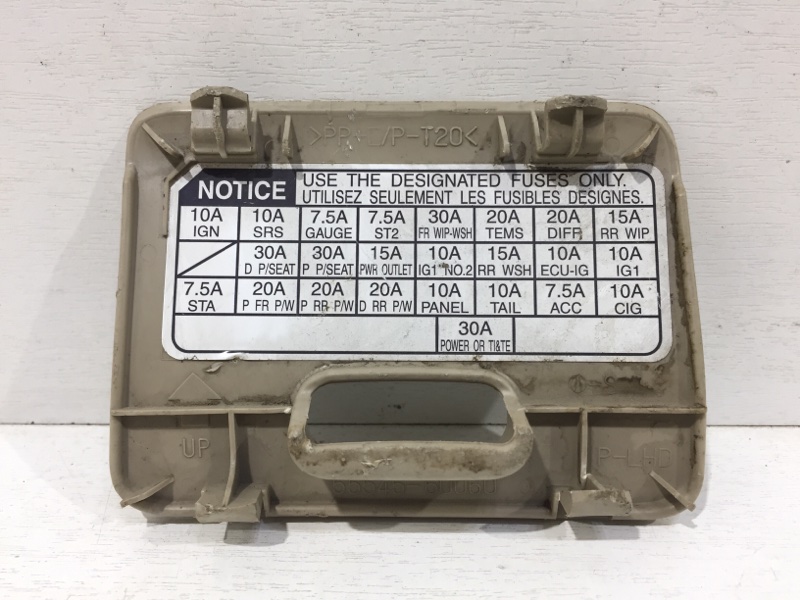 >PP+E/P-T20<
NOTICE
USE THE DESIGNATED FUSES ONLY.
UTILISEZ SEULEMENT LES FUSIBLES DESIGNES.
10A 10A 7.5A 7.5A 30A 20A 20A 15A
IGN SRS GAUGE ST2 FR WIP-WSH TEMS DIFF RR WIP
30A 30A 15A 10A 15A 10A 10A
D P/SEAT P P/SEAT PWR OUTLET IG1 NO.2 RR WSH ECU-IG IG1
7.5A 20A 20A 20A 10A 10A 7.5A 10A
STA P FR P/W P RR P/W D RR P/W PANEL TAIL ACC CIG
30A
POWER OR TI&TE
UP
P-LHD